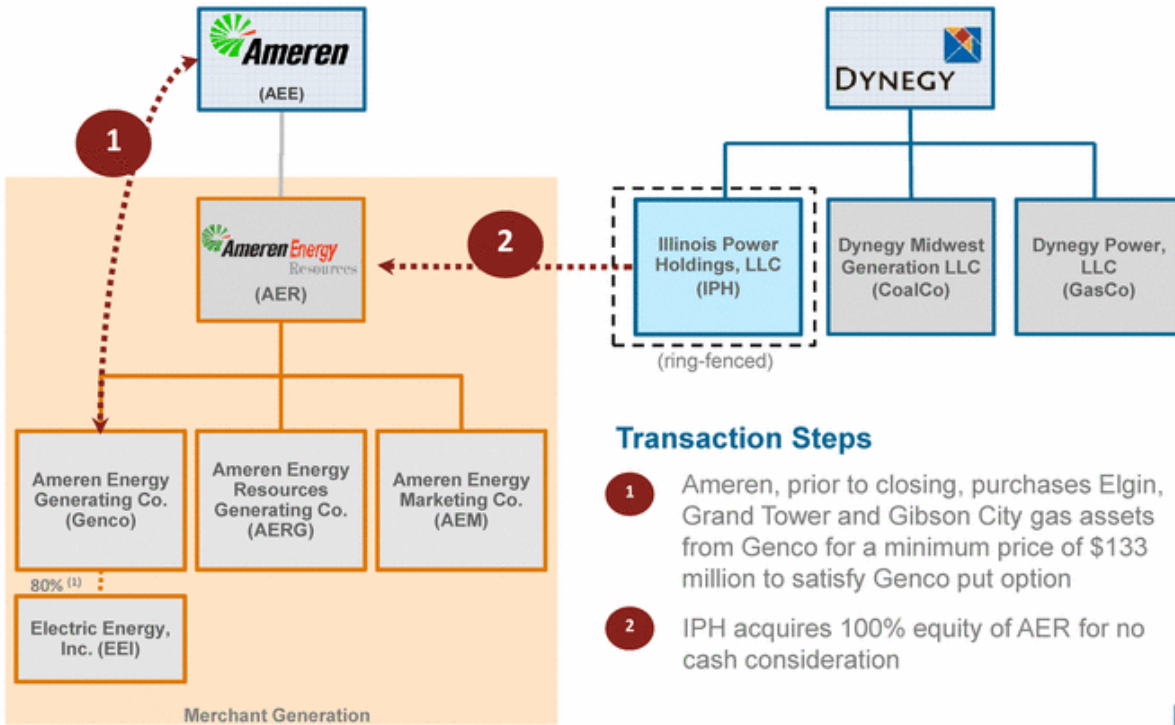 Ameren
(AEE)
DYNEGY
1
Ameren Energy
Resources
(AER)
2
Illinois Power
Holdings, LLC
(IPH)
Dynegy Midwest
Generation LLC
(CoalCo)
Dynegy Power,
LLC
(GasCo)
(ring-fenced)
Ameren Energy
Generating Co.
(Genco)
Ameren Energy
Resources
Generating Co.
(AERG)
Ameren Energy
Marketing Co.
(AEM)
80% (1)
Electric Energy,
Inc. (EEI)
Merchant Generation
Transaction Steps
1
Ameren, prior to closing, purchases Elgin,
Grand Tower and Gibson City gas assets
from Genco for a minimum price of $133
million to satisfy Genco put option
2
IPH acquires 100% equity of AER for no
cash consideration